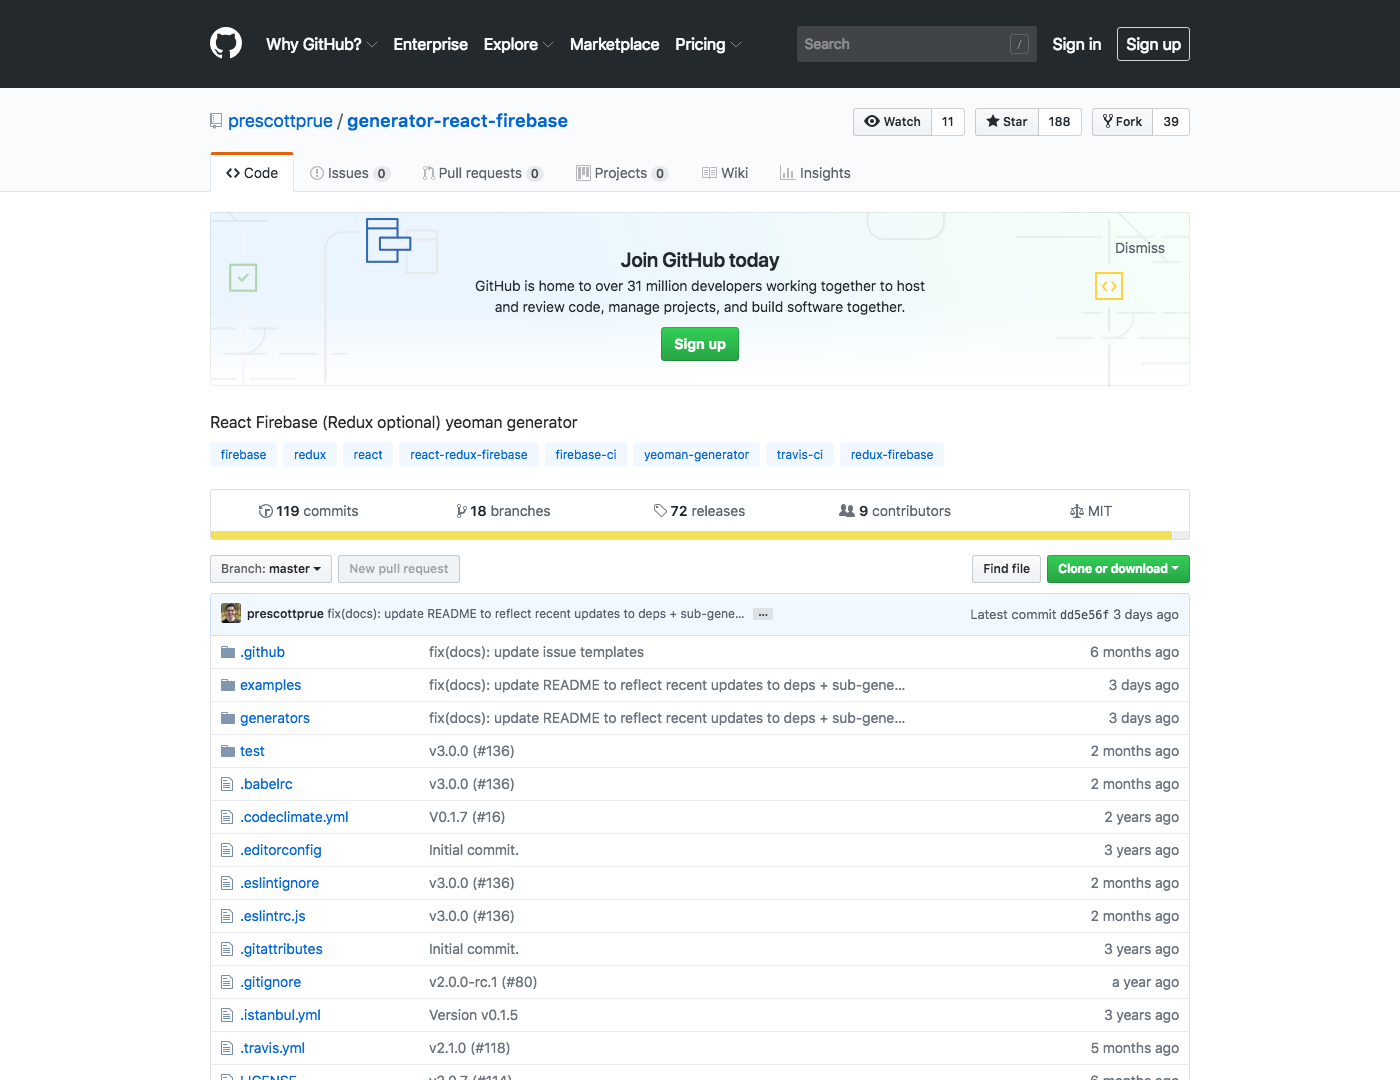 Why GitHub? Enterprise Explore Marketplace Pricing Search / Sign in Sign up
prescottprue / generator-react-firebase Watch 11 Star 188 Fork 39
Code Issues 0 Pull requests 0 Projects 0 Wiki Insights
Dismiss
Join GitHub today
GitHub is home to over 31 million developers working together to host
and review code, manage projects, and build software together.
Sign up
React Firebase (Redux optional) yeoman generator
firebase redux react react-redux-firebase firebase-ci yeoman-generator travis-ci redux-firebase
119 commits 18 branches 72 releases 9 contributors MIT
Branch: master New pull request Find file Clone or download
prescottprue fix(docs): update README to reflect recent updates to deps + sub-gene... … Latest commit dd5e56f 3 days ago
.github fix(docs): update issue templates 6 months ago
examples fix(docs): update README to reflect recent updates to deps + sub-gene... 3 days ago
generators fix(docs): update README to reflect recent updates to deps + sub-gene... 3 days ago
test v3.0.0 (#136) 2 months ago
.babelrc v3.0.0 (#136) 2 months ago
.codeclimate.yml V0.1.7 (#16) 2 years ago
.editorconfig Initial commit. 3 years ago
.eslintignore v3.0.0 (#136) 2 months ago
.eslintrc.js v3.0.0 (#136) 2 months ago
.gitattributes Initial commit. 3 years ago
.gitignore v2.0.0-rc.1 (#80) a year ago
.istanbul.yml Version v0.1.5 3 years ago
.travis.yml v2.1.0 (#118) 5 months ago
LICENSE v2.0.7 (#114) 6 months ago